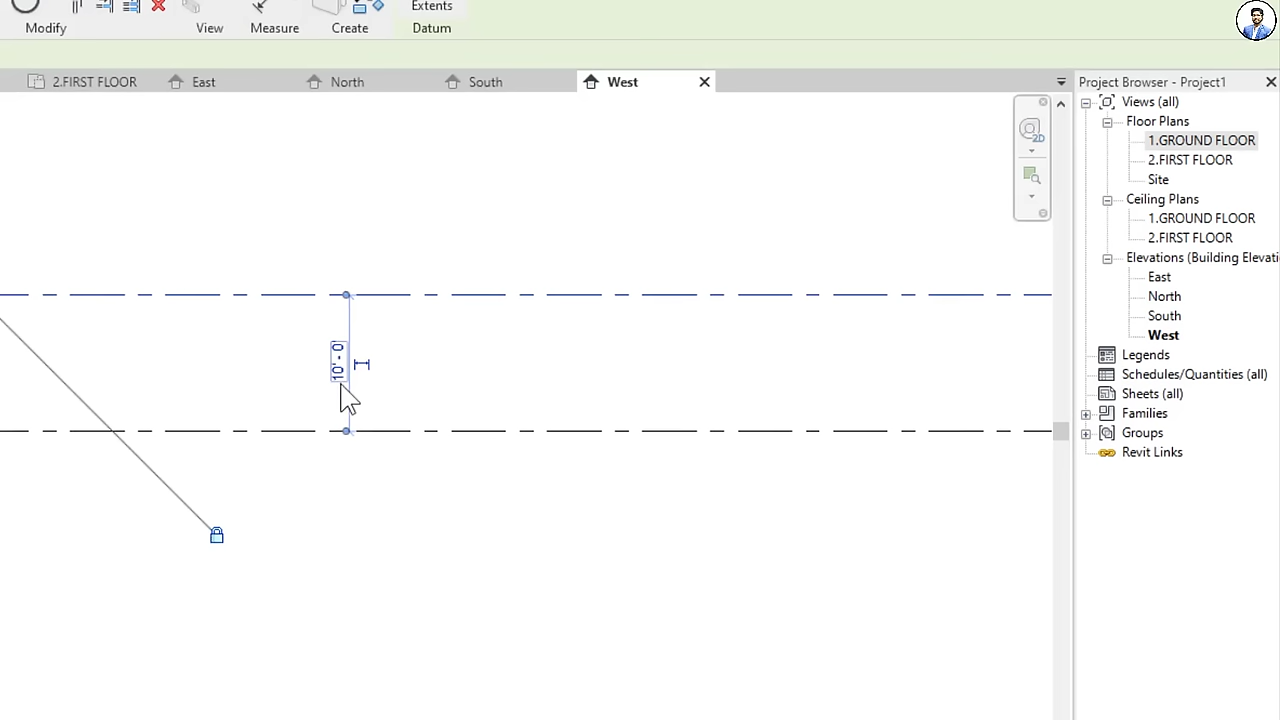 Extents
Modify
View
Measure
Create
Datum
2.FIRST FLOOR
East
North
South
West
Project Browser - Project1
Views (all)
Floor Plans
1.GROUND FLOOR
2.FIRST FLOOR
Site
Ceiling Plans
1.GROUND FLOOR
2.FIRST FLOOR
Elevations (Building Elevati
East
North
South
West
Legends
Schedules/Quantities (all)
Sheets (all)
Families
Groups
Revit Links
2D
10' - 0"